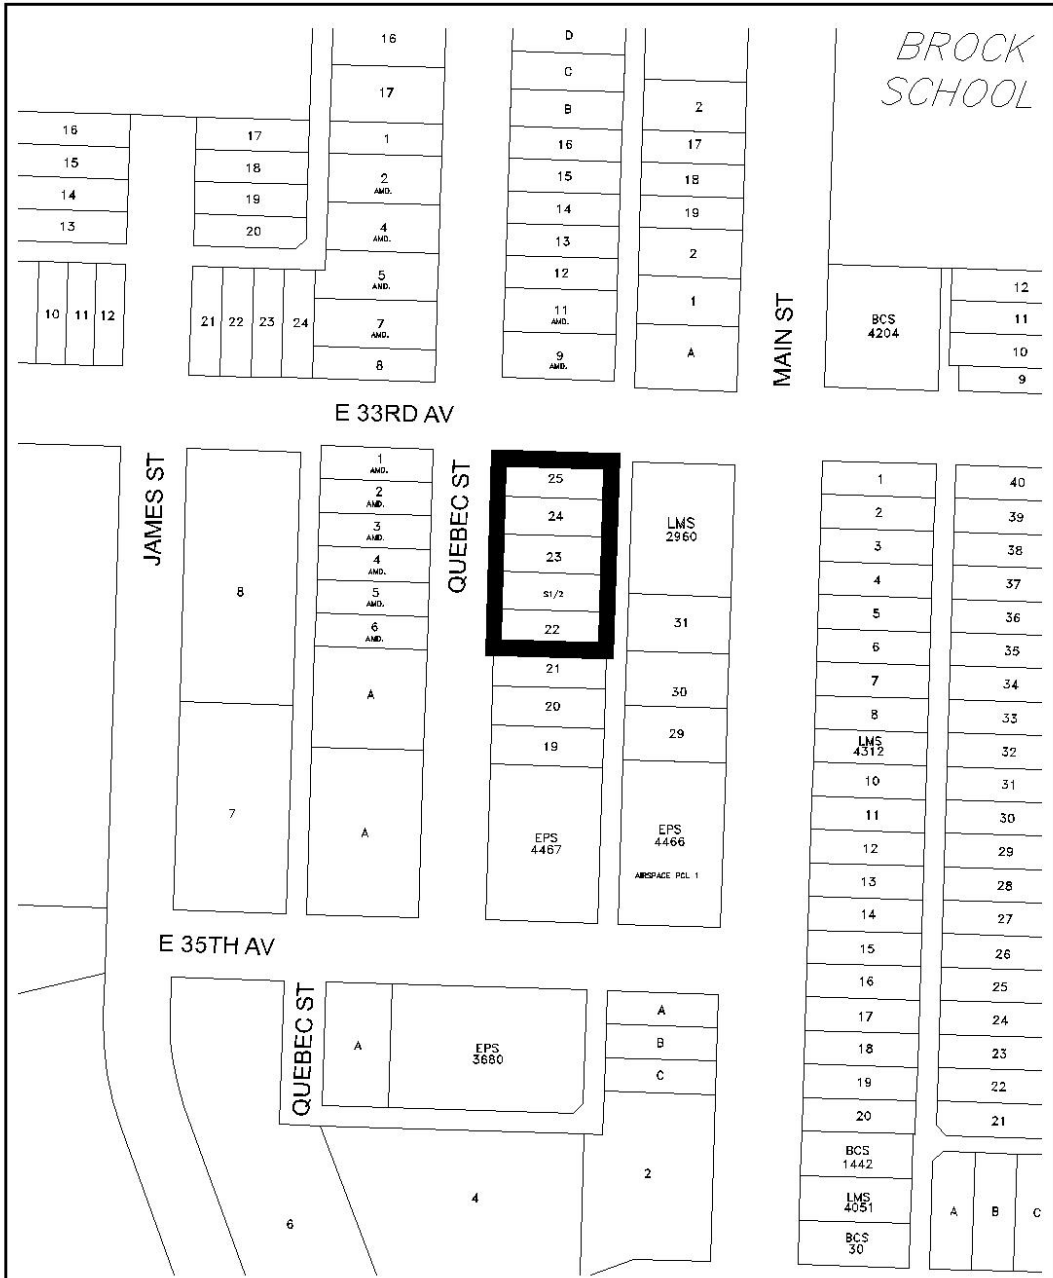 BROCK
SCHOOL
16
17
1
2
AMD.
4
AMD.
5
AMD.
7
AMD.
8
D
C
B
16
15
14
13
12
11
AMD.
9
AMD.
2
17
18
19
2
1
A
16
15
14
13
17
18
19
20
10 11 12
21 22 23 24
MAIN ST
BCS
4204
12
11
10
9
E 33RD AV
JAMES ST
8
7
1
AMD.
2
AMD.
3
AMD.
4
AMD.
5
AMD.
6
AMD.
A
A
QUEBEC ST
25
24
23
S1/2
22
21
20
19
EPS
4467
LMS
2960
31
30
29
EPS
4466
AIRSPACE PCL 1
1
2
3
4
5
6
7
8
LMS
4312
10
11
12
13
14
15
16
17
18
19
20
BCS
1442
LMS
4051
BCS
30
40
39
38
37
36
35
34
33
32
31
30
29
28
27
26
25
24
23
22
21
A B C
E 35TH AV
QUEBEC ST
A
EPS
3680
A
B
C
2
4
6